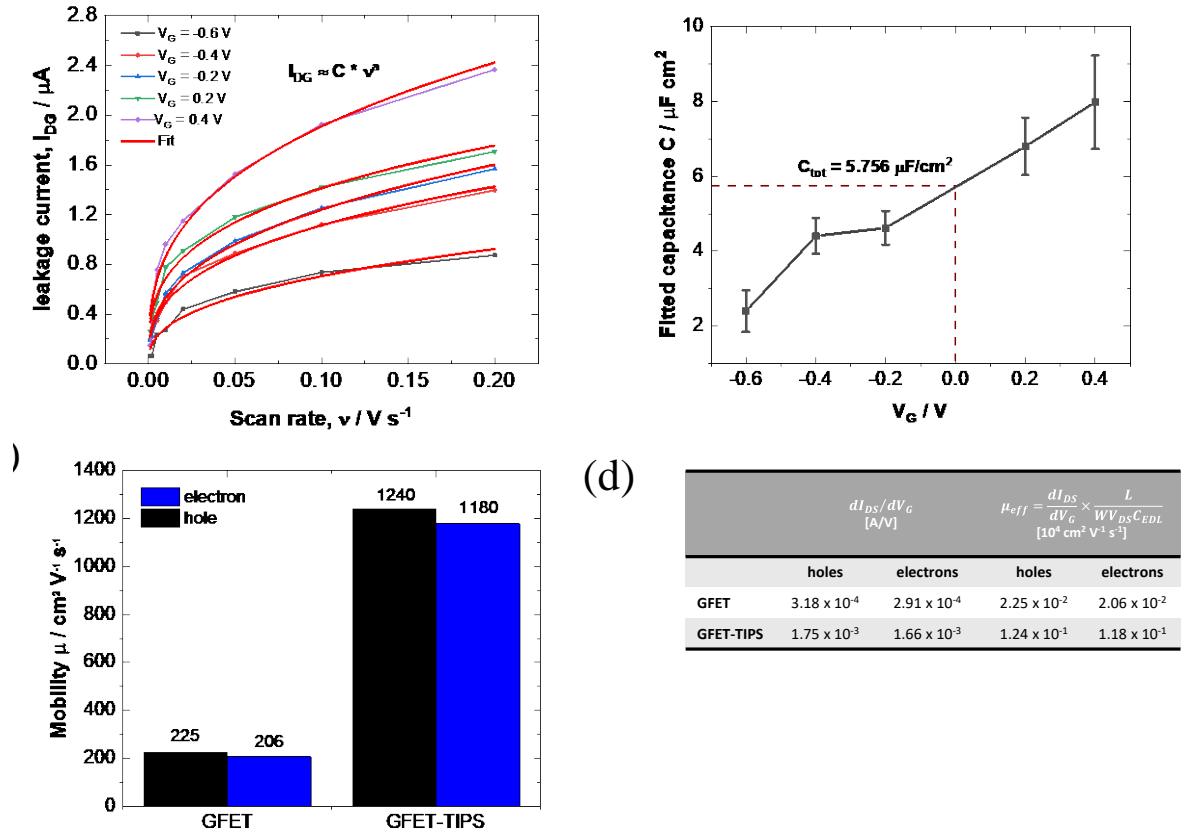 2.8
2.4
2.0
1.6
1.2
0.8
0.4
0.0
leakage current, I_DG / μA
V_G = -0.6 V
V_G = -0.4 V
V_G = -0.2 V
V_G = 0.2 V
V_G = 0.4 V
Fit
I_DG ≈ C * ν^a
0.00 0.05 0.10 0.15 0.20
Scan rate, ν / V s⁻¹
10
8
6
4
2
Fitted capacitance C / μF cm²
C_tot = 5.756 μF/cm²
-0.6 -0.4 -0.2 0.0 0.2 0.4
V_G / V
)
1400
1200
1000
800
600
400
200
0
Mobility μ / cm² V⁻¹ s⁻¹
electron
hole
225
206
1240
1180
GFET GFET-TIPS
(d)
dI_DS/dV_G
[A/V]
μ_eff = dI_DS/dV_G × L/WV_DSC_EDL
[10⁴ cm² V⁻¹ s⁻¹]
holes electrons holes electrons
GFET 3.18 x 10⁻⁴ 2.91 x 10⁻⁴ 2.25 x 10⁻² 2.06 x 10⁻²
GFET-TIPS 1.75 x 10⁻³ 1.66 x 10⁻³ 1.24 x 10⁻¹ 1.18 x 10⁻¹